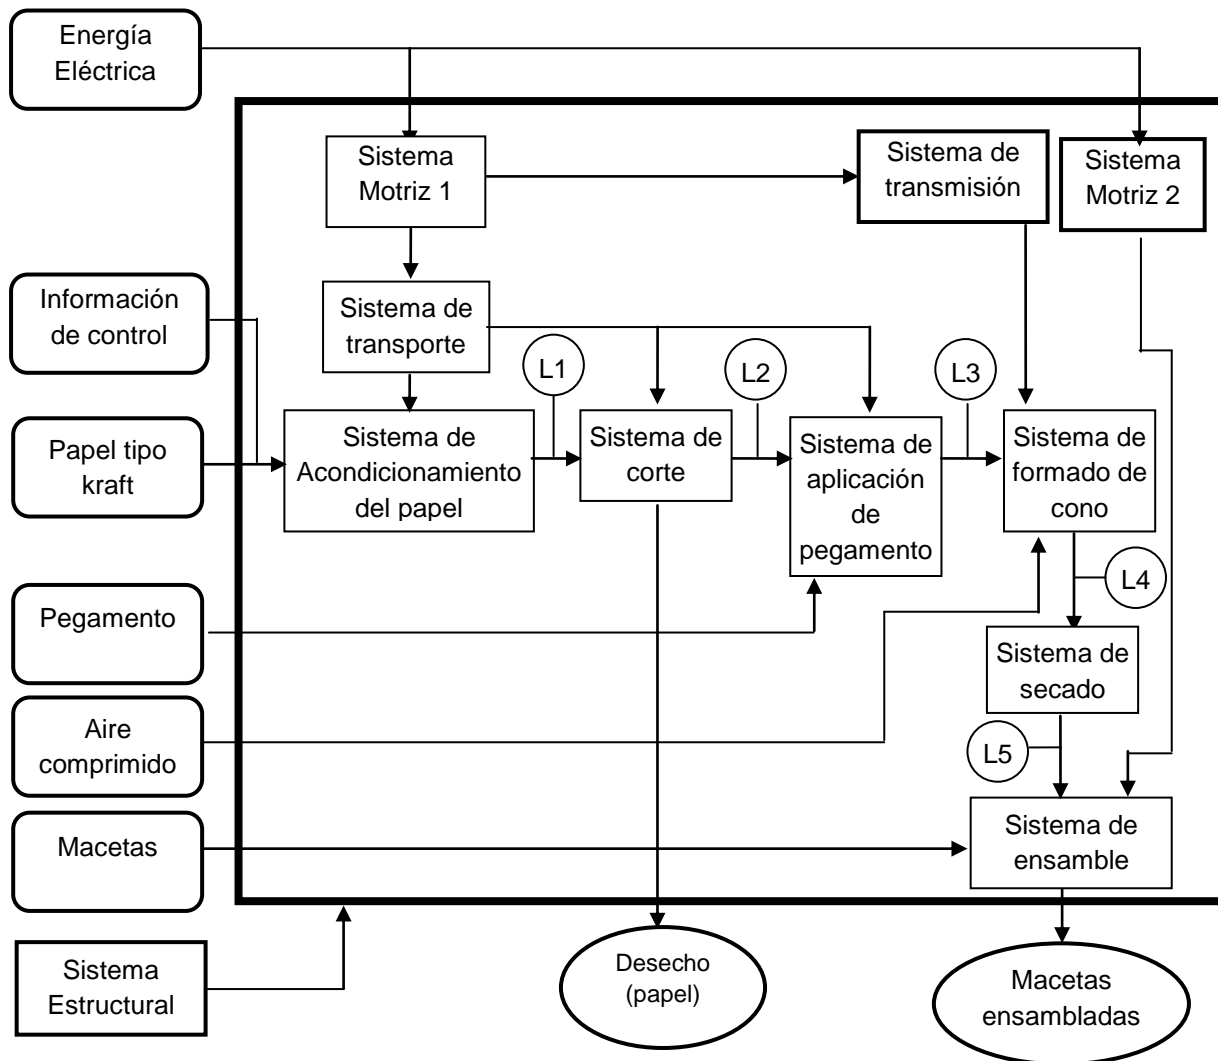 Energía
Eléctrica
Sistema
Motriz 1
Sistema de
transmisión
Sistema
Motriz 2
Información
de control
Sistema de
transporte
L1
L2
L3
Papel tipo
kraft
Sistema de
Acondicionamiento
del papel
Sistema de
corte
Sistema de
aplicación
de
pegamento
Sistema de
formado de
cono
L4
Pegamento
Sistema de
secado
Aire
comprimido
L5
Macetas
Sistema de
ensamble
Sistema
Estructural
Desecho
(papel)
Macetas
ensambladas